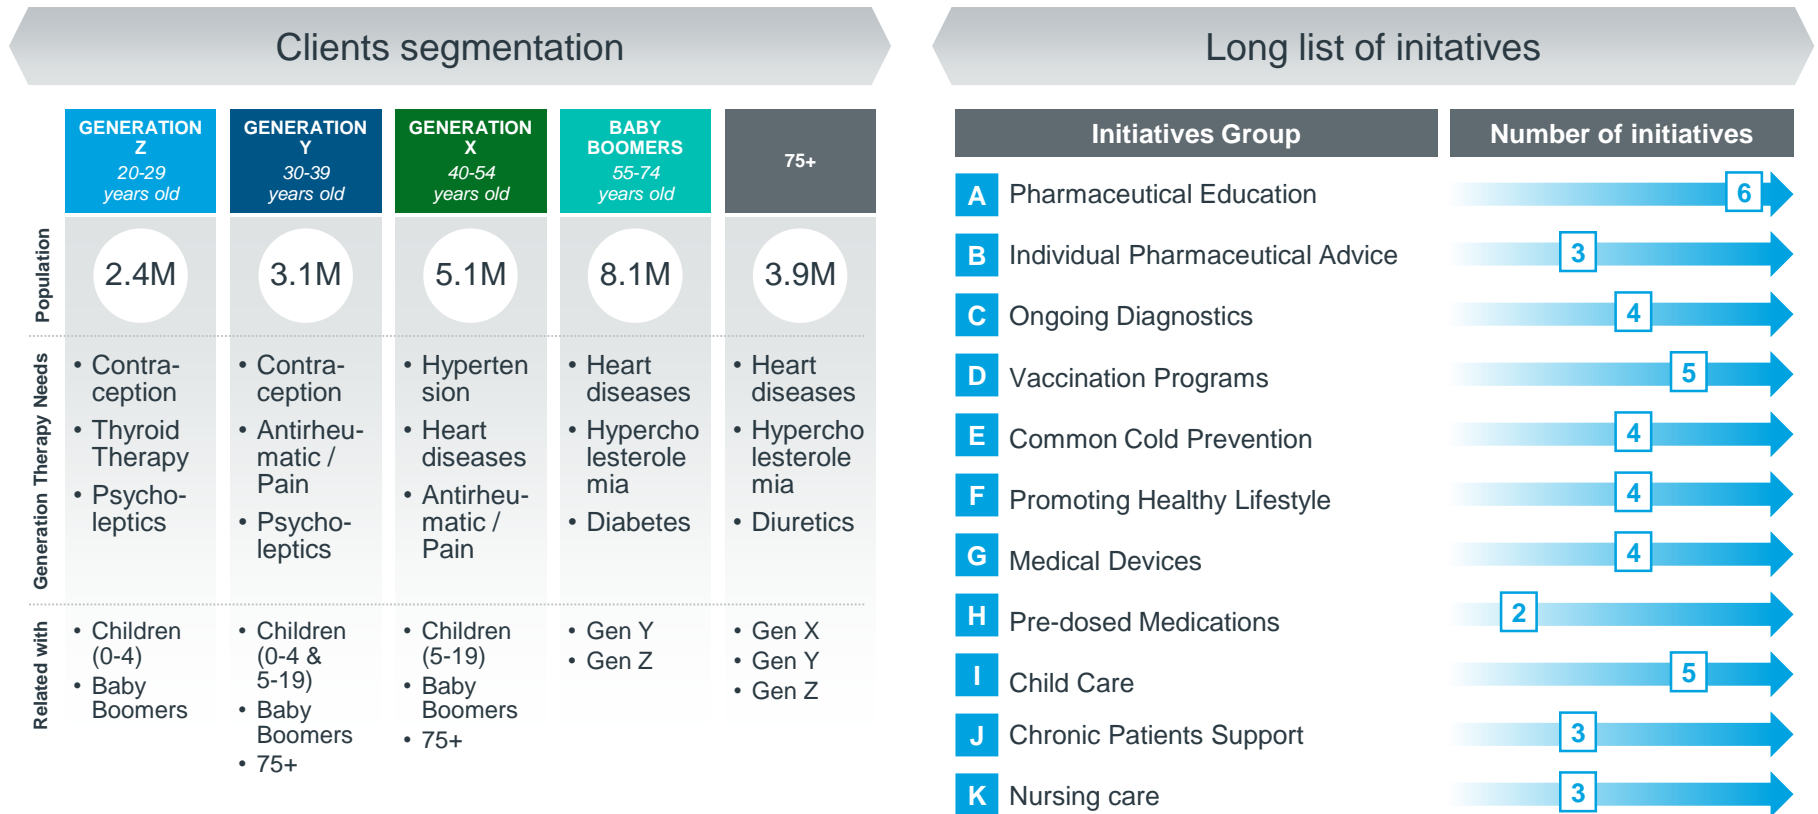 Clients segmentation
GENERATION
Z
20-29
years old
GENERATION
Y
30-39
years old
GENERATION
X
40-54
years old
BABY
BOOMERS
55-74
years old
75+
Population
2.4M
3.1M
5.1M
8.1M
3.9M
Generation Therapy Needs
• Contra-
ception
• Thyroid
Therapy
• Psycho-
leptics
• Contra-
ception
• Antirheu-
matic /
Pain
• Psycho-
leptics
• Hyperten
sion
• Heart
diseases
• Antirheu-
matic /
Pain
• Heart
diseases
• Hypercho
lesterole
mia
• Diabetes
• Heart
diseases
• Hypercho
lesterole
mia
• Diuretics
Related with
• Children
(0-4)
• Baby
Boomers
• Children
(0-4 &
5-19)
• Baby
Boomers
• 75+
• Children
(5-19)
• Baby
Boomers
• 75+
• Gen Y
• Gen Z
• Gen X
• Gen Y
• Gen Z
Long list of initatives
Initiatives Group
Number of initiatives
A Pharmaceutical Education 6
B Individual Pharmaceutical Advice 3
C Ongoing Diagnostics 4
D Vaccination Programs 5
E Common Cold Prevention 4
F Promoting Healthy Lifestyle 4
G Medical Devices 4
H Pre-dosed Medications 2
I Child Care 5
J Chronic Patients Support 3
K Nursing care 3